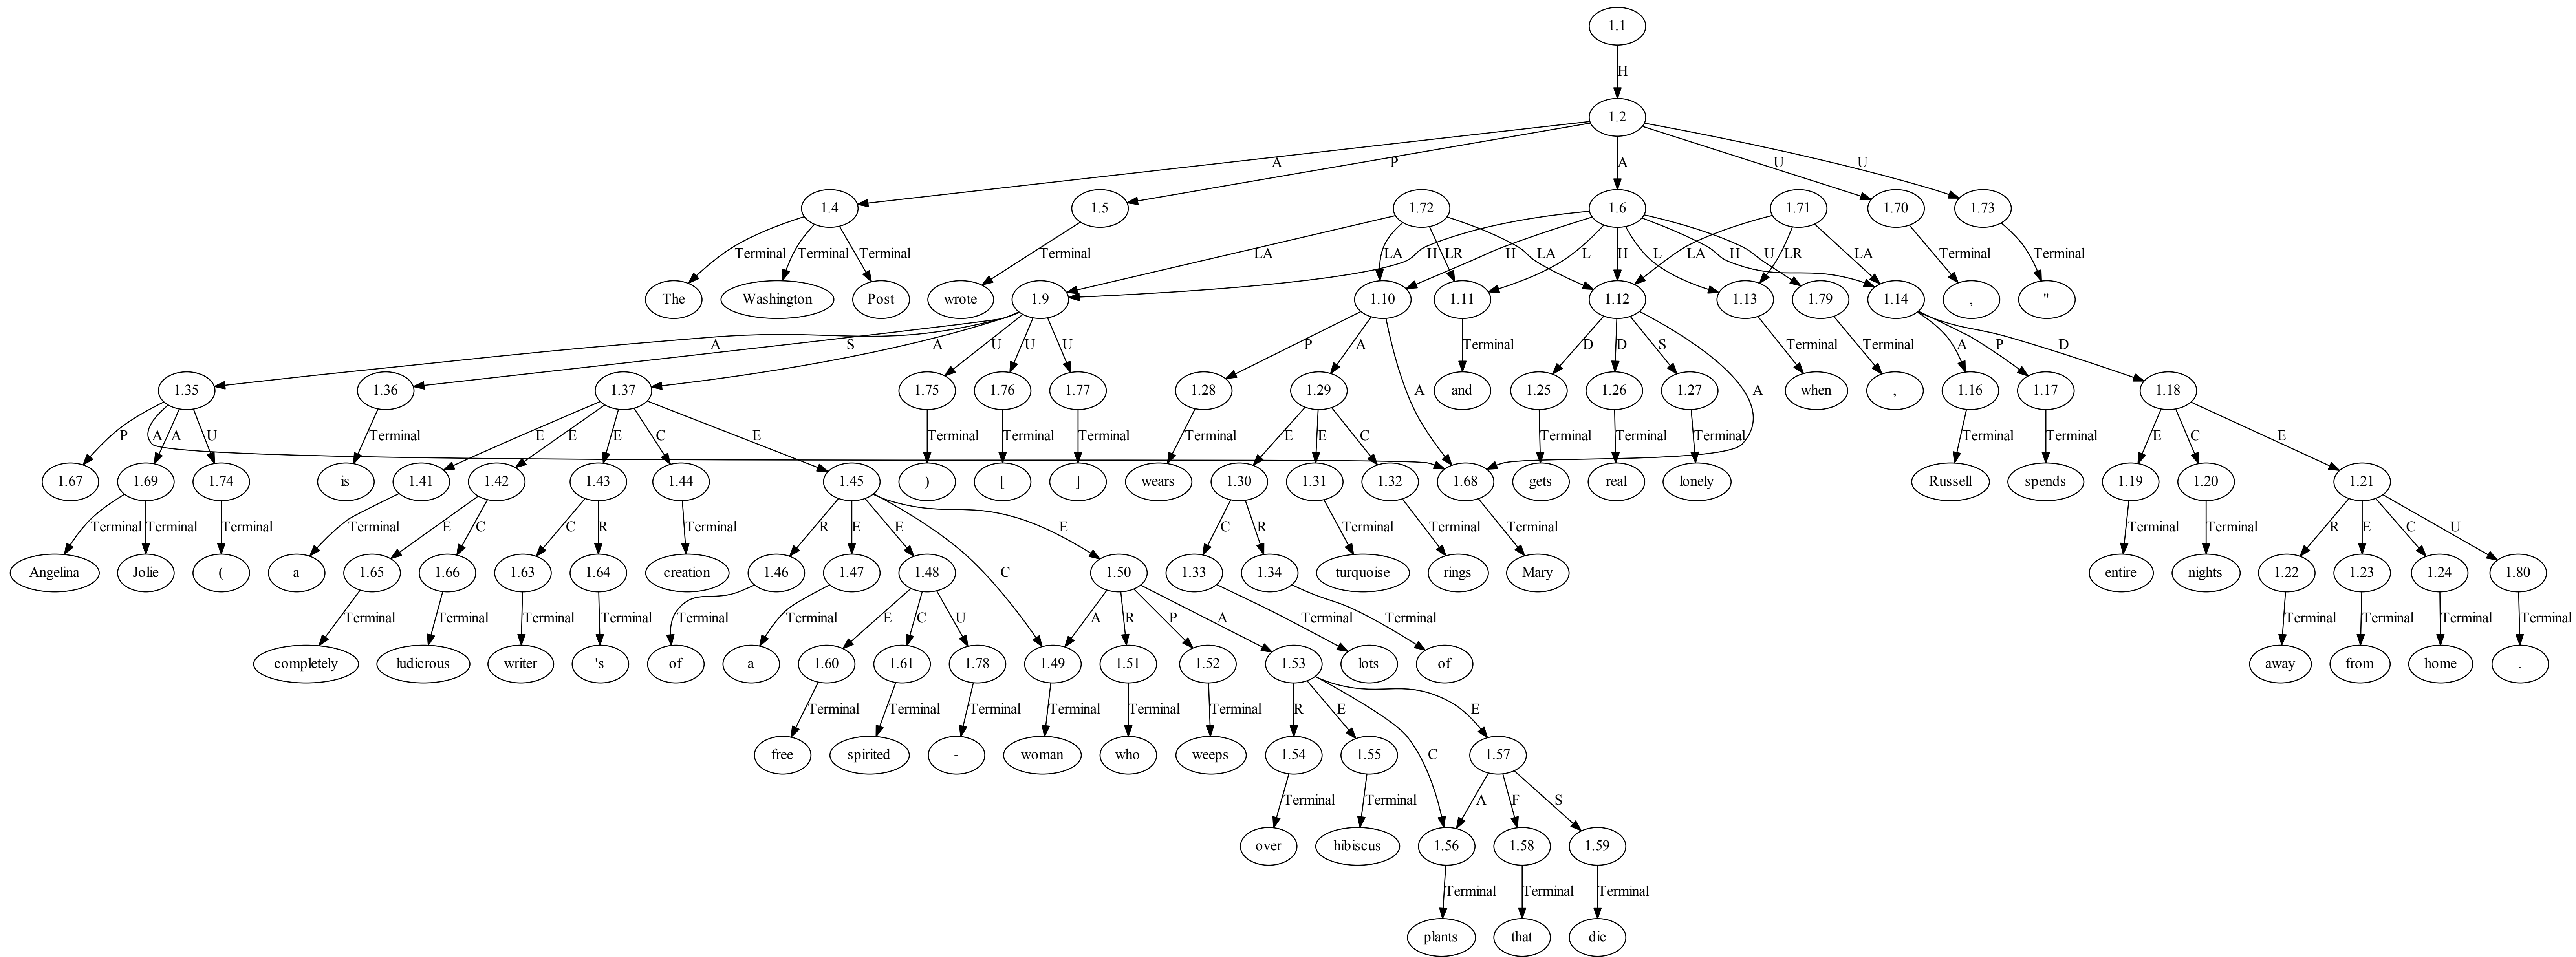 1.1
H
1.2
A P A U U
1.4 1.5 1.72 1.6 1.71 1.70 1.73
Terminal Terminal Terminal Terminal LA H LA LR H L LA H L LA LR H U LA Terminal Terminal
The Washington Post wrote 1.9 1.10 1.11 1.12 1.13 1.79 1.14 , "
A S A U U U P A A Terminal D D S A Terminal Terminal A P D
1.35 1.36 1.37 1.75 1.76 1.77 1.28 1.29 and 1.25 1.26 1.27 when , 1.16 1.17 1.18
P A A U Terminal E E E C E Terminal Terminal Terminal Terminal E E C Terminal Terminal Terminal Terminal Terminal E C E
1.67 1.69 1.74 is 1.41 1.42 1.43 1.44 1.45 ) [ ] wears 1.30 1.31 1.32 1.68 gets real lonely Russell spends 1.19 1.20 1.21
Terminal Terminal Terminal Terminal E C C R Terminal R E E C E C R Terminal Terminal Terminal Terminal Terminal R E C U
Angelina Jolie ( a 1.65 1.66 1.63 1.64 creation 1.46 1.47 1.48 1.50 1.33 1.34 turquoise rings Mary entire nights 1.22 1.23 1.24 1.80
Terminal Terminal Terminal Terminal Terminal Terminal E C U A R P A Terminal Terminal Terminal Terminal Terminal Terminal
completely ludicrous writer 's of a 1.60 1.61 1.78 1.49 1.51 1.52 1.53 lots of away from home .
Terminal Terminal Terminal Terminal Terminal Terminal R E C E
free spirited - woman who weeps 1.54 1.55 1.57
Terminal Terminal A F S
over hibiscus 1.56 1.58 1.59
Terminal Terminal Terminal
plants that die